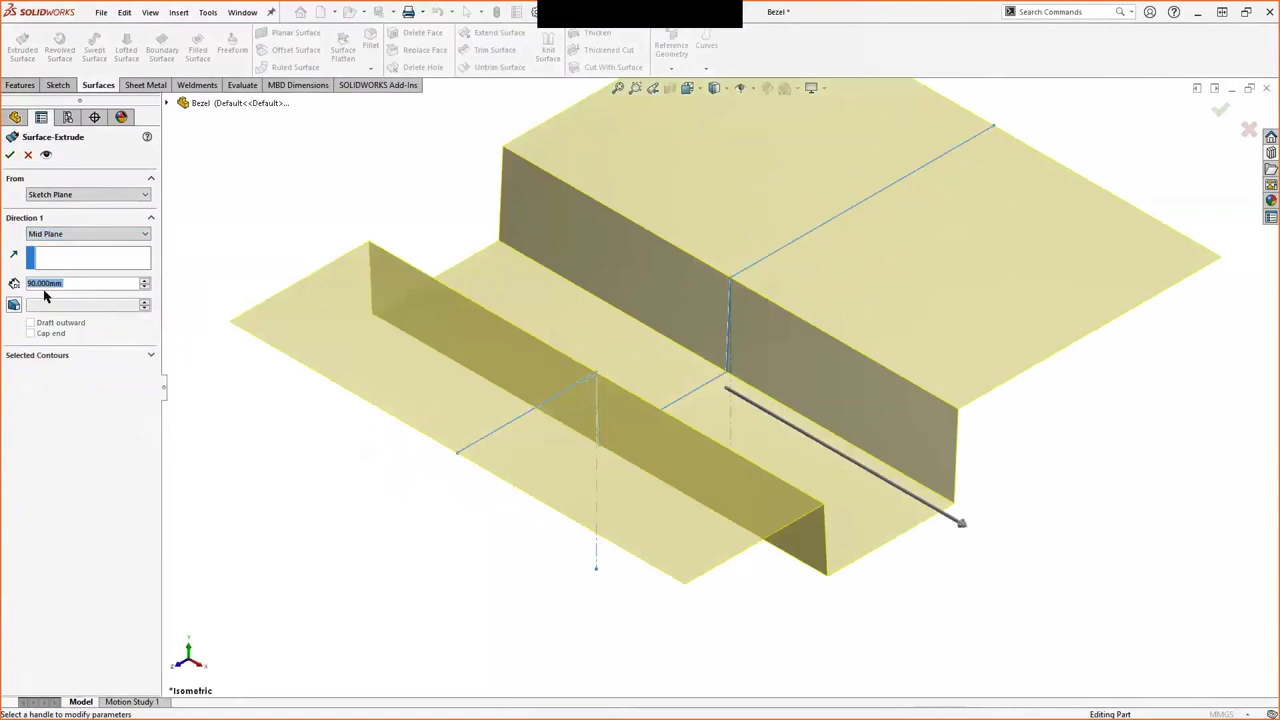 SOLIDWORKS File Edit View Insert Tools Window Bezel * Search Commands
Extruded Surface Revolved Surface Swept Surface Lofted Surface Boundary Surface Filled Surface Freeform Planar Surface Offset Surface Ruled Surface Surface Flatten Fillet Delete Face Replace Face Delete Hole Extend Surface Trim Surface Untrim Surface Knit Surface Thicken Thickened Cut Cut With Surface Reference Geometry Curves
Features Sketch Surfaces Sheet Metal Weldments Evaluate MBD Dimensions SOLIDWORKS Add-Ins
Bezel (Default<<Default>...
Surface-Extrude
From
Sketch Plane
Direction 1
Mid Plane
90.000mm
Draft outward
Cap end
Selected Contours
Y
Z X
*Isometric
Model Motion Study 1
Select a handle to modify parameters Editing Part MMGS